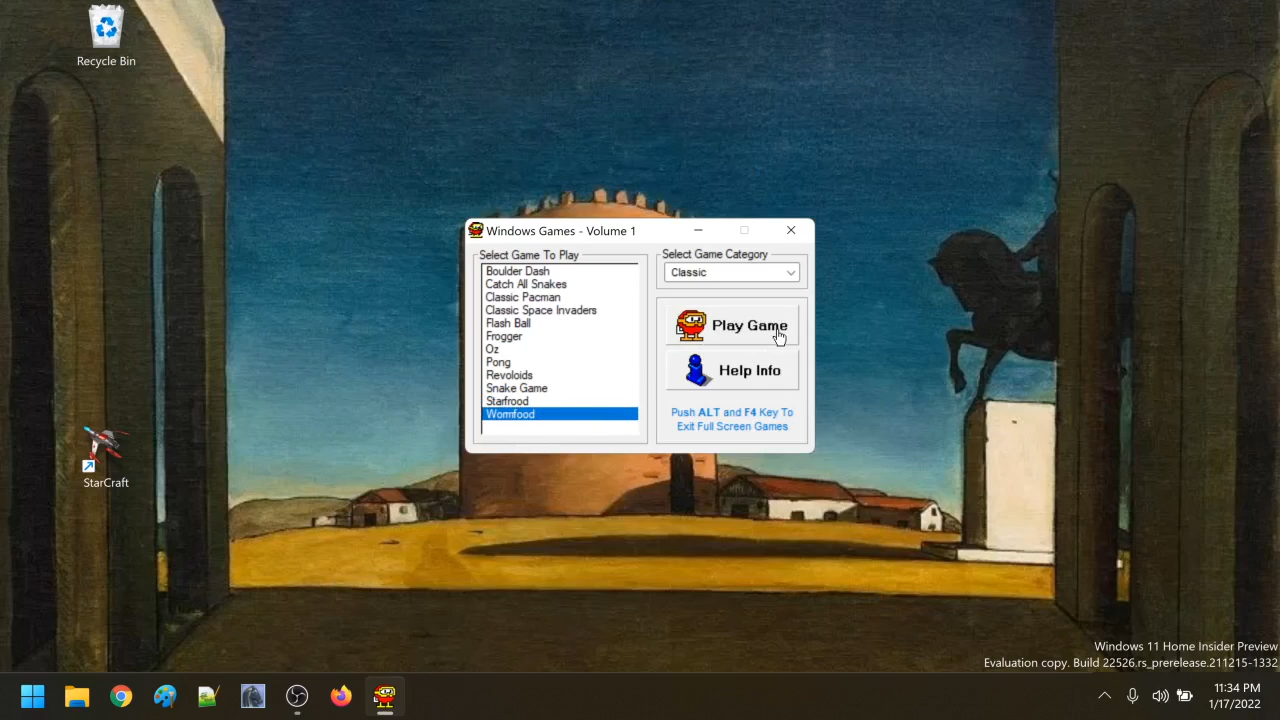 Recycle Bin
StarCraft
Windows Games - Volume 1
Select Game To Play
Boulder Dash
Catch All Snakes
Classic Pacman
Classic Space Invaders
Flash Ball
Frogger
Oz
Pong
Revoloids
Snake Game
Starfrood
Wormfood
Select Game Category
Classic
Play Game
Help Info
Push ALT and F4 Key To
Exit Full Screen Games
Windows 11 Home Insider Preview
Evaluation copy. Build 22526.rs_prerelease.211215-1332
11:34 PM
1/17/2022